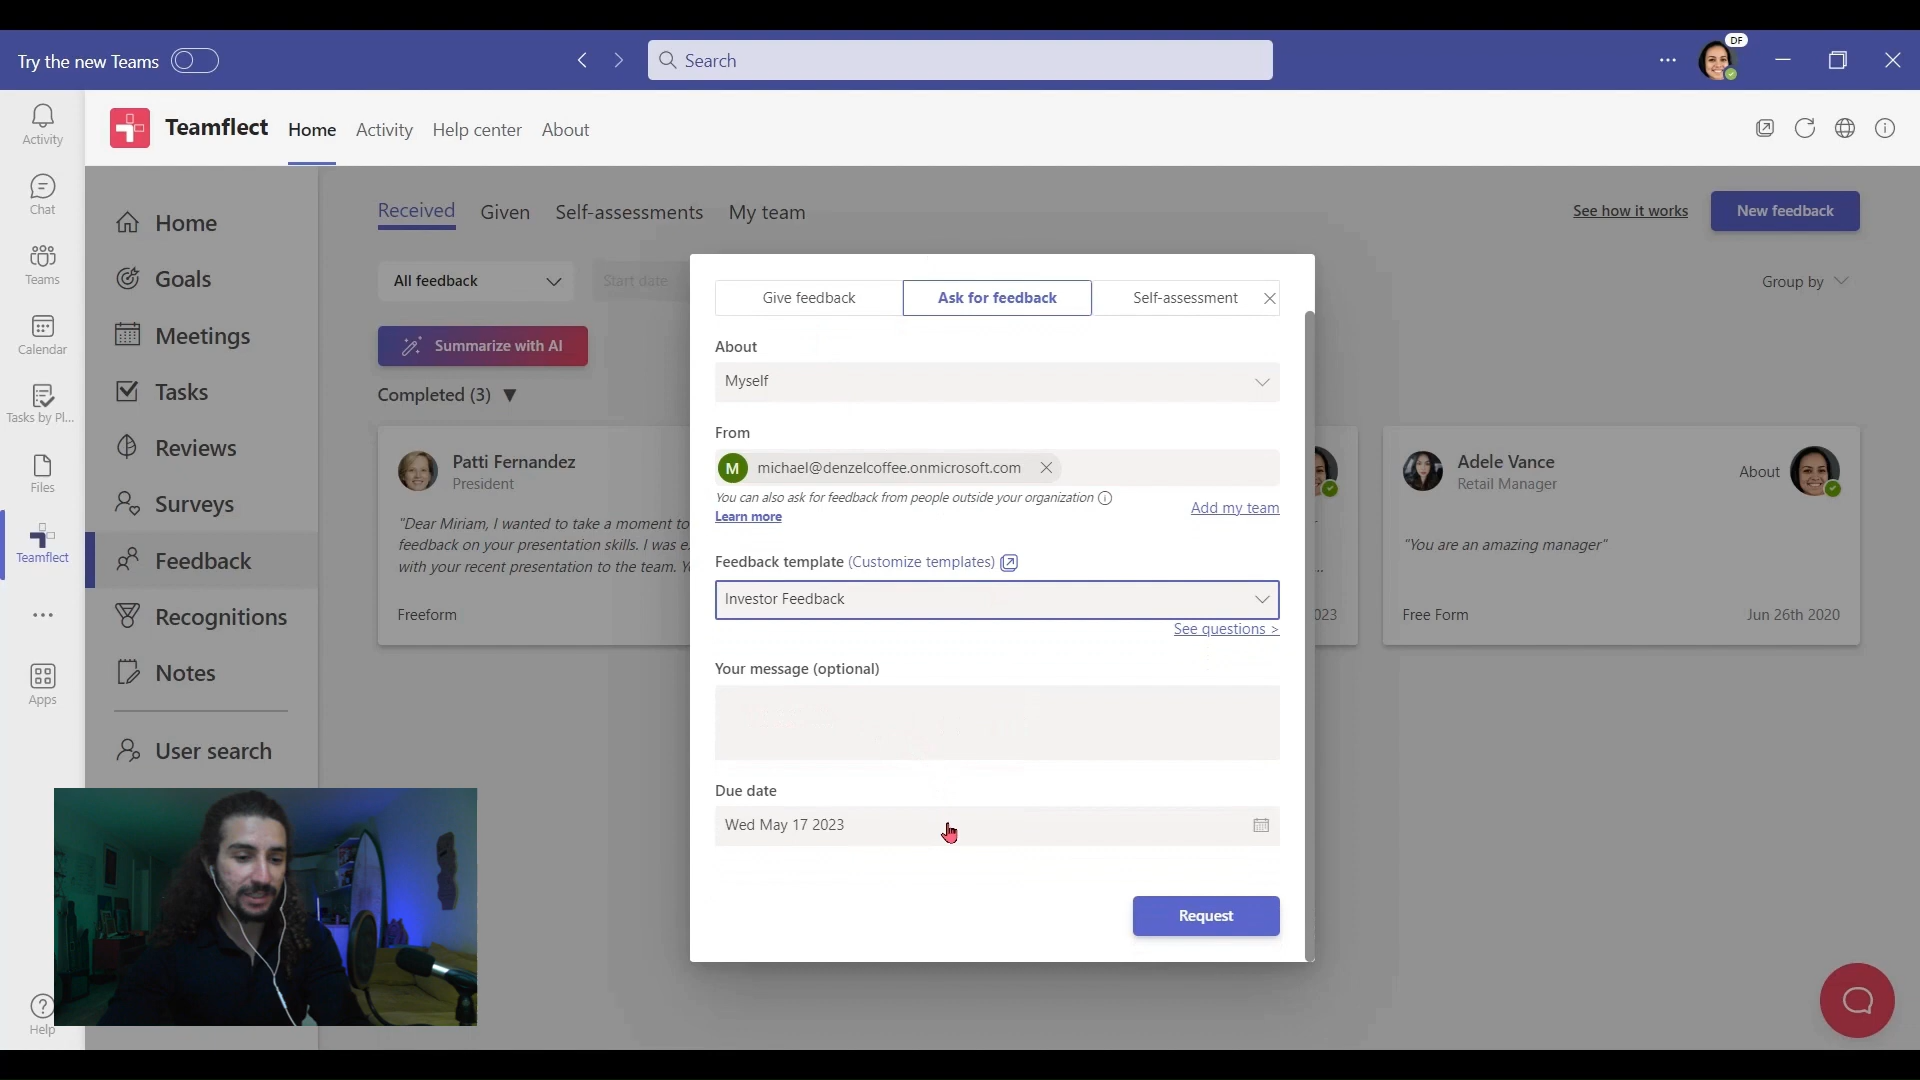 DF
Try the new Teams
Search
Activity
Chat
Teams
Calendar
Tasks by Pl...
Files
Teamflect
Apps
Help
Teamflect Home Activity Help center About
Home
Goals
Meetings
Tasks
Reviews
Surveys
Feedback
Recognitions
Notes
User search
Received Given Self-assessments My team
See how it works New feedback
All feedback Start date
Group by
Summarize with AI
Completed (3) ▼
Patti Fernandez
President
"Dear Miriam, I wanted to take a moment to
feedback on your presentation skills. I was e
with your recent presentation to the team. Y
Freeform
...
023
Adele Vance
Retail Manager
About
"You are an amazing manager"
Free Form Jun 26th 2020
Give feedback Ask for feedback Self-assessment
About
Myself
From
M michael@denzelcoffee.onmicrosoft.com
You can also ask for feedback from people outside your organization
Learn more
Add my team
Feedback template (Customize templates)
Investor Feedback
See questions >
Your message (optional)
Due date
Wed May 17 2023
Request